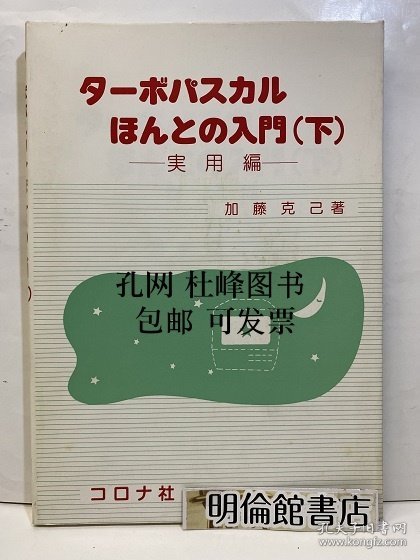 ターボパスカル
ほんとの入門(下)
実用編
加藤克己著
孔网 杜峰图书
包邮 可发票
コロナ社
明倫館書店